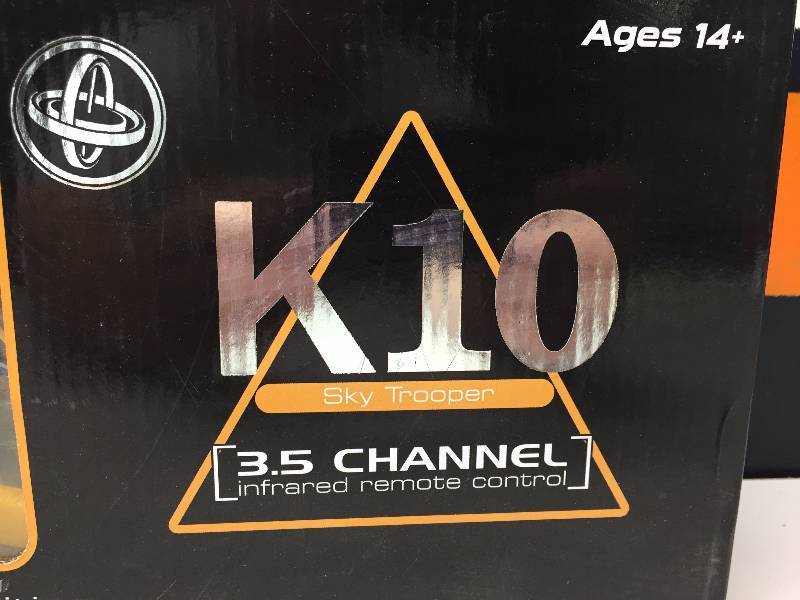 Ages 14+
K10
Sky Trooper
[3.5 CHANNEL
infrared remote control]